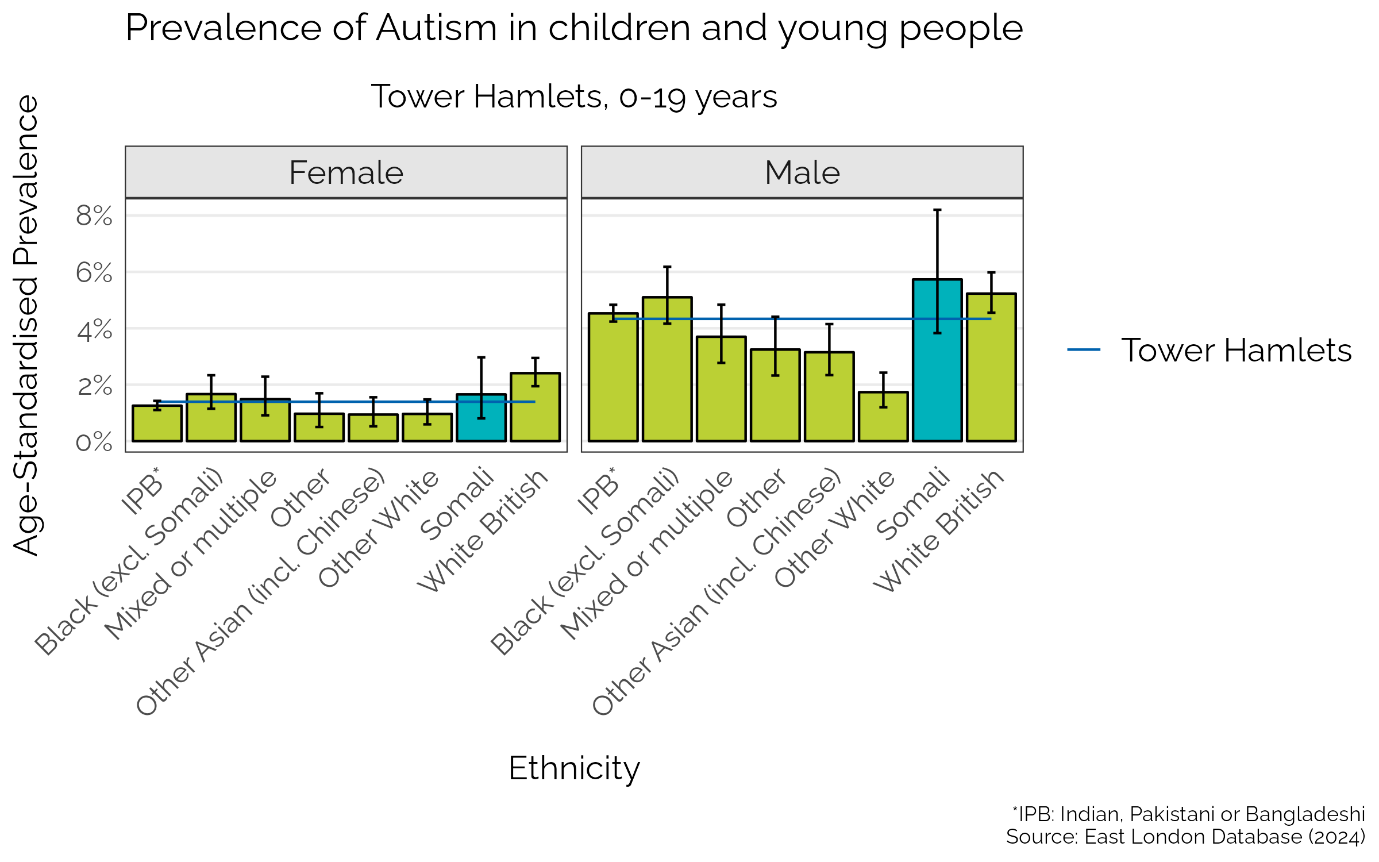 Prevalence of Autism in children and young people
Tower Hamlets, 0-19 years
Age-Standardised Prevalence
Female
Male
8%
6%
4%
2%
0%
Tower Hamlets
IPB*
Black (excl. Somali)
Mixed or multiple
Other
Other Asian (incl. Chinese)
Other White
Somali
White British
IPB*
Black (excl. Somali)
Mixed or multiple
Other
Other Asian (incl. Chinese)
Other White
Somali
White British
Ethnicity
*IPB: Indian, Pakistani or Bangladeshi
Source: East London Database (2024)